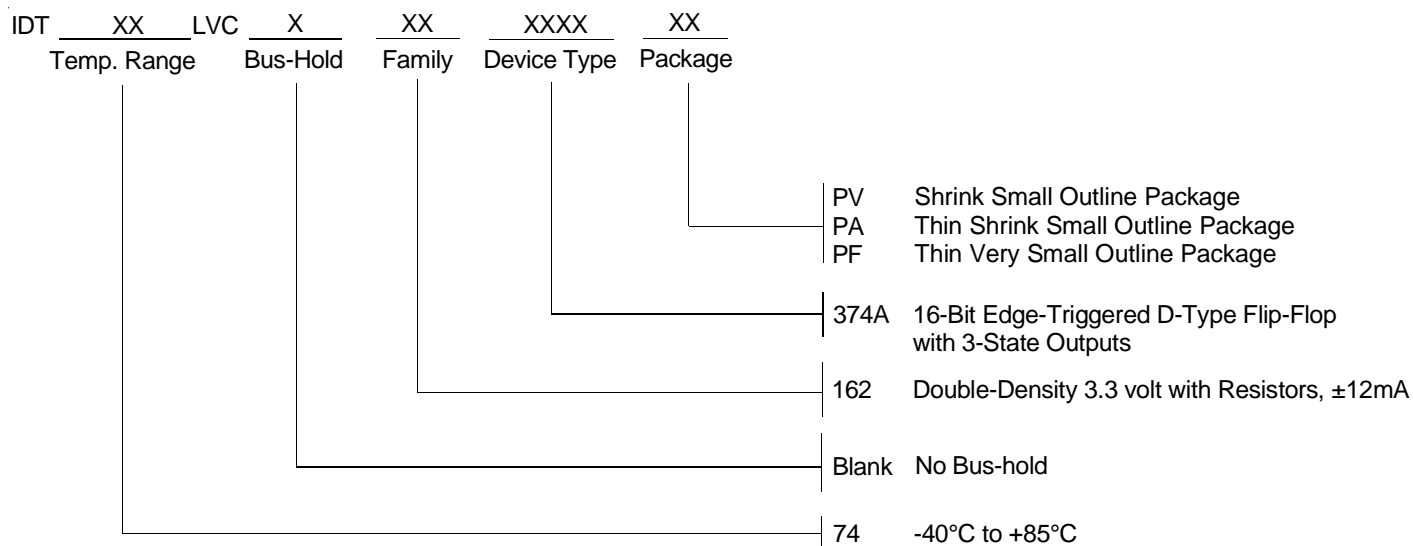 IDT XX LVC X XX XXXX XX
Temp. Range Bus-Hold Family Device Type Package
PV Shrink Small Outline Package
PA Thin Shrink Small Outline Package
PF Thin Very Small Outline Package
374A 16-Bit Edge-Triggered D-Type Flip-Flop
with 3-State Outputs
162 Double-Density 3.3 volt with Resistors, ±12mA
Blank No Bus-hold
74 -40°C to +85°C